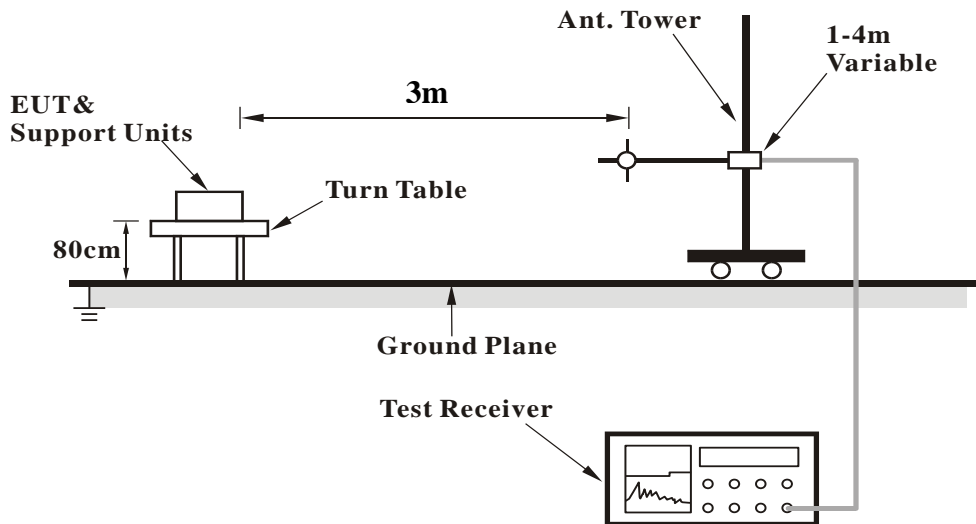 Ant. Tower
1-4m
Variable
3m
EUT&
Support Units
Turn Table
80cm
Ground Plane
Test Receiver